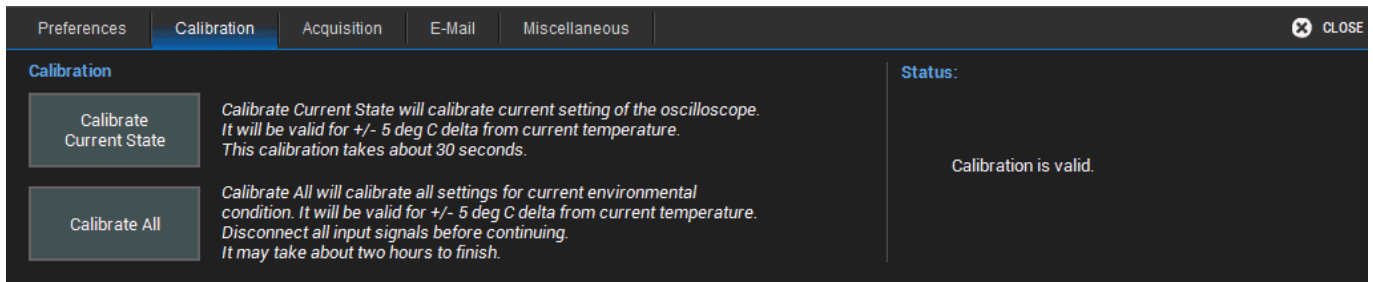 Preferences
Calibration
Acquisition
E-Mail
Miscellaneous
CLOSE
Calibration
Calibrate
Current State
Calibrate Current State will calibrate current setting of the oscilloscope.
It will be valid for +/- 5 deg C delta from current temperature.
This calibration takes about 30 seconds.
Calibrate All
Calibrate All will calibrate all settings for current environmental
condition. It will be valid for +/- 5 deg C delta from current temperature.
Disconnect all input signals before continuing.
It may take about two hours to finish.
Status:
Calibration is valid.